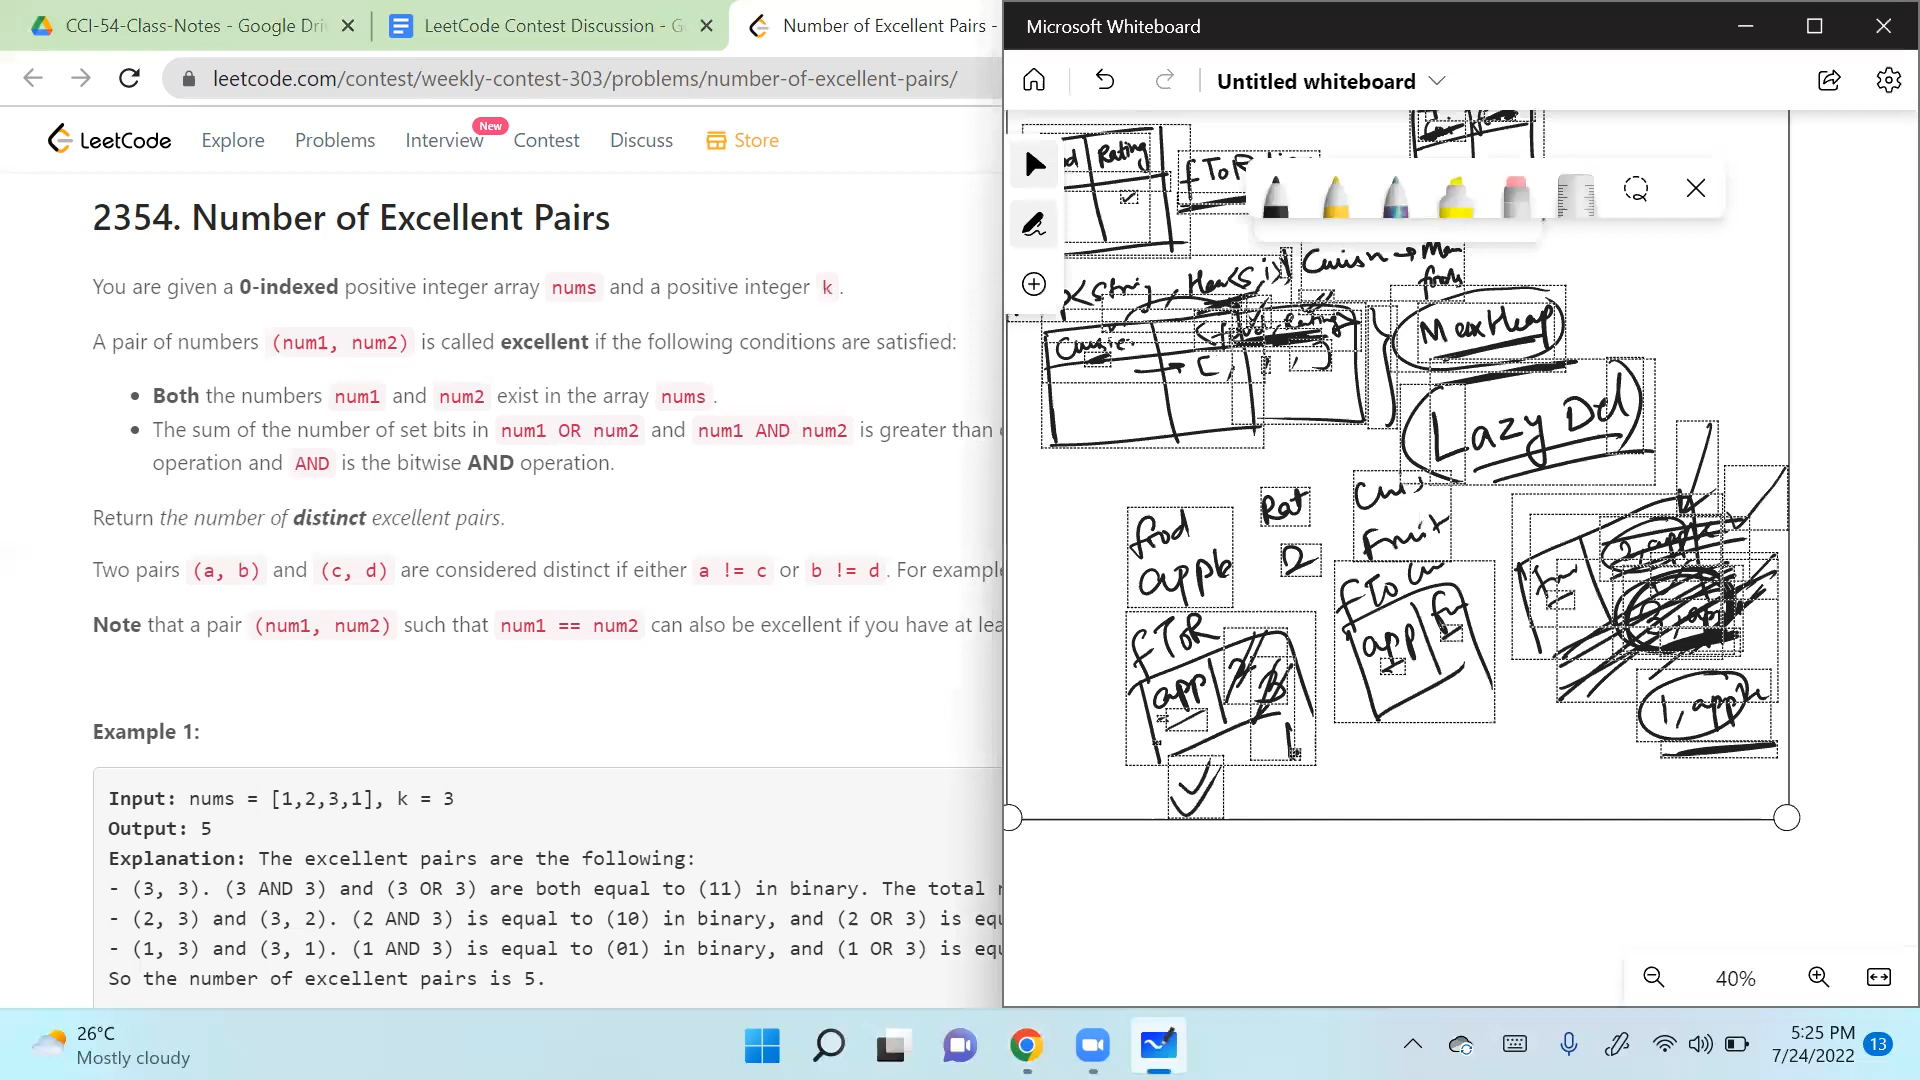 CCI-54-Class-Notes - Google Dri
LeetCode Contest Discussion - G
Number of Excellent Pairs -
leetcode.com/contest/weekly-contest-303/problems/number-of-excellent-pairs/
LeetCode
Explore
Problems
Interview
New
Contest
Discuss
Store
2354. Number of Excellent Pairs
You are given a 0-indexed positive integer array nums and a positive integer k .
A pair of numbers (num1, num2) is called excellent if the following conditions are satisfied:
• Both the numbers num1 and num2 exist in the array nums .
• The sum of the number of set bits in num1 OR num2 and num1 AND num2 is greater than
operation and AND is the bitwise AND operation.
Return the number of distinct excellent pairs.
Two pairs (a, b) and (c, d) are considered distinct if either a != c or b != d . For exampl
Note that a pair (num1, num2) such that num1 == num2 can also be excellent if you have at lea
Example 1:
Input: nums = [1,2,3,1], k = 3
Output: 5
Explanation: The excellent pairs are the following:
- (3, 3). (3 AND 3) and (3 OR 3) are both equal to (11) in binary. The total
- (2, 3) and (3, 2). (2 AND 3) is equal to (10) in binary, and (2 OR 3) is equ
- (1, 3) and (3, 1). (1 AND 3) is equal to (01) in binary, and (1 OR 3) is equ
So the number of excellent pairs is 5.
Microsoft Whiteboard
Untitled whiteboard
Rating
fToR
MaxHeap
Lazy Del
food
Rat
apple
2
Fruit
fToR
app
app
1, apple
40%
26°C
Mostly cloudy
5:25 PM
7/24/2022
13